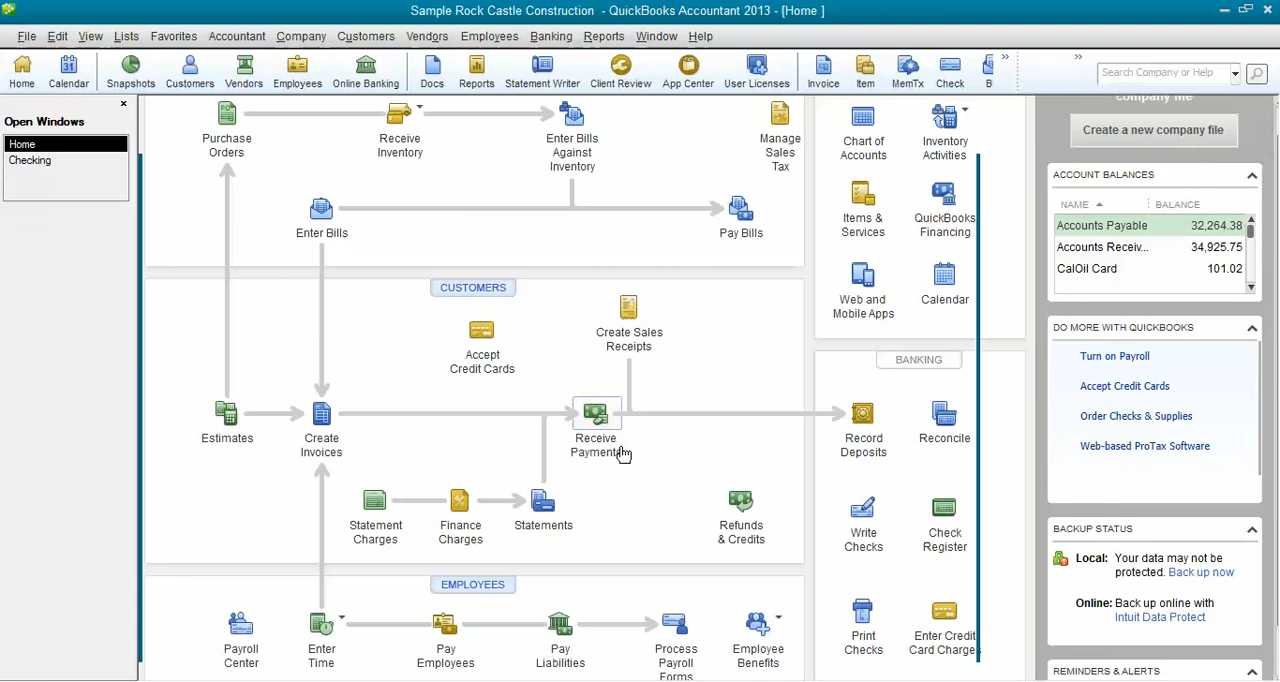 Sample Rock Castle Construction - QuickBooks Accountant 2013 - [Home ]
File Edit View Lists Favorites Accountant Company Customers Vendors Employees Banking Reports Window Help
Home Calendar Snapshots Customers Vendors Employees Online Banking Docs Reports Statement Writer Client Review App Center User Licenses Invoice Item MemTx Check B
Search Company or Help
Open Windows
Home
Checking
Purchase
Orders
Receive
Inventory
Enter Bills
Against
Inventory
Manage
Sales
Tax
Enter Bills
Pay Bills
CUSTOMERS
Create Sales
Receipts
Accept
Credit Cards
Estimates
Create
Invoices
Receive
Payments
Statement
Charges
Finance
Charges
Statements
Refunds
& Credits
EMPLOYEES
Payroll
Center
Enter
Time
Pay
Employees
Pay
Liabilities
Process
Payroll
Forms
Employee
Benefits
Chart of
Accounts
Inventory
Activities
Items &
Services
QuickBooks
Financing
Web and
Mobile Apps
Calendar
BANKING
Record
Deposits
Reconcile
Write
Checks
Check
Register
Print
Checks
Enter Credit
Card Charges
company file
Create a new company file
ACCOUNT BALANCES
NAME BALANCE
Accounts Payable 32,264.38
Accounts Receiv... 34,925.75
CalOil Card 101.02
DO MORE WITH QUICKBOOKS
Turn on Payroll
Accept Credit Cards
Order Checks & Supplies
Web-based ProTax Software
BACKUP STATUS
Local: Your data may not be
protected. Back up now
Online: Back up online with
Intuit Data Protect
REMINDERS & ALERTS